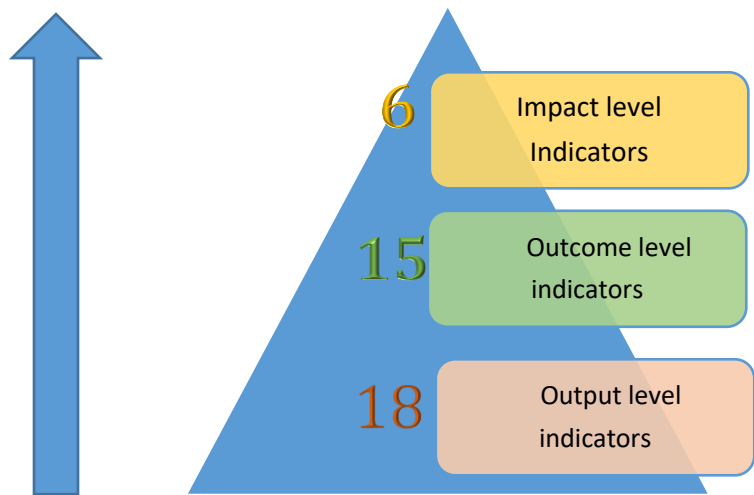 6
Impact level
Indicators
15
Outcome level
indicators
18
Output level
indicators